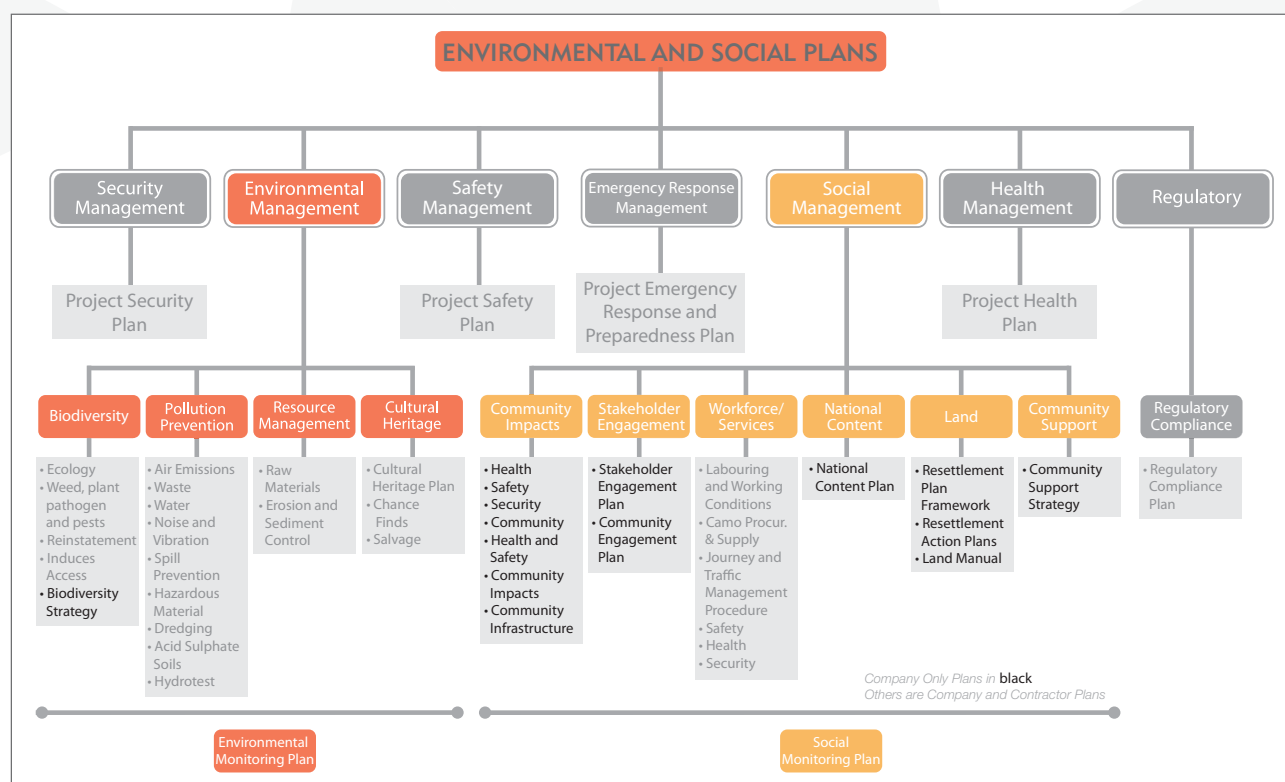 ENVIRONMENTAL AND SOCIAL PLANS
Security
Management
Environmental
Management
Safety
Management
Emergency Response
Management
Social
Management
Health
Management
Regulatory
Project Security
Plan
Project Safety
Plan
Project Emergency
Response and
Preparedness Plan
Project Health
Plan
Biodiversity
• Ecology
• Weed, plant
pathogen
and pests
• Reinstatement
• Induces
Access
• Biodiversity
Strategy
Pollution
Prevention
• Air Emissions
• Waste
• Water
• Noise and
Vibration
• Spill
Prevention
• Hazardous
Material
• Dredging
• Acid Sulphate
Soils
• Hydrotest
Resource
Management
• Raw
Materials
• Erosion and
Sediment
Control
Cultural
Heritage
• Cultural
Heritage Plan
• Chance
Finds
• Salvage
Community
Impacts
• Health
• Safety
• Security
• Community
• Health and
Safety
• Community
Impacts
• Community
Infrastructure
Stakeholder
Engagement
• Stakeholder
Engagement
Plan
• Community
Engagement
Plan
Workforce/
Services
• Labouring
and Working
Conditions
• Camo Procur.
& Supply
• Journey and
Traffic
Management
Procedure
• Safety
• Health
• Security
National
Content
• National
Content Plan
Land
• Resettlement
Plan
Framework
• Resettlement
Action Plans
• Land Manual
Community
Support
• Community
Support
Strategy
Regulatory
Compliance
• Regulatory
Compliance
Plan
Company Only Plans in black
Others are Company and Contractor Plans
Environmental
Monitoring Plan
Social
Monitoring Plan